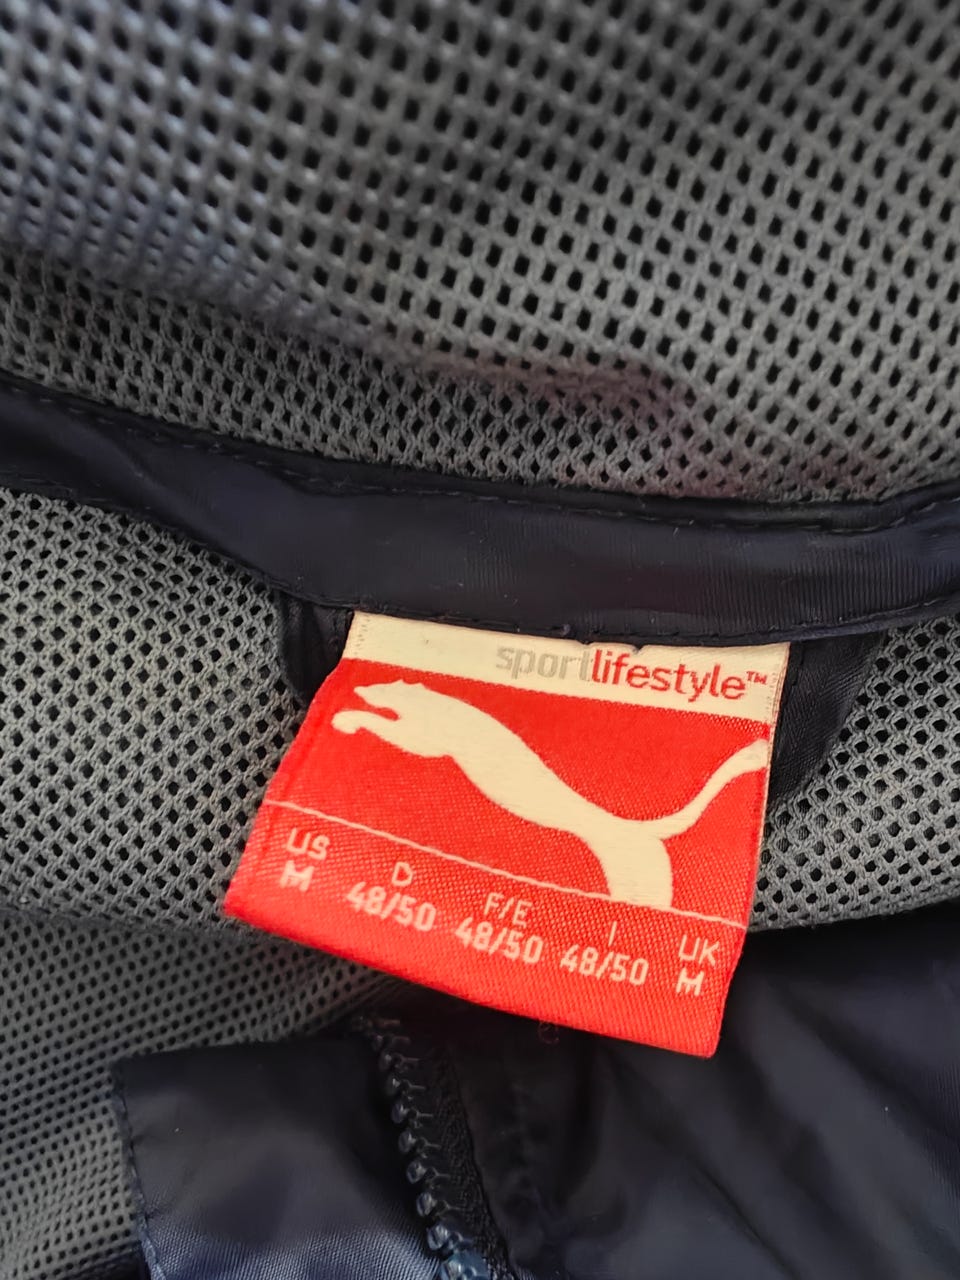 sportlifestyle™
US D F/E I UK
M 48/50 48/50 48/50 M